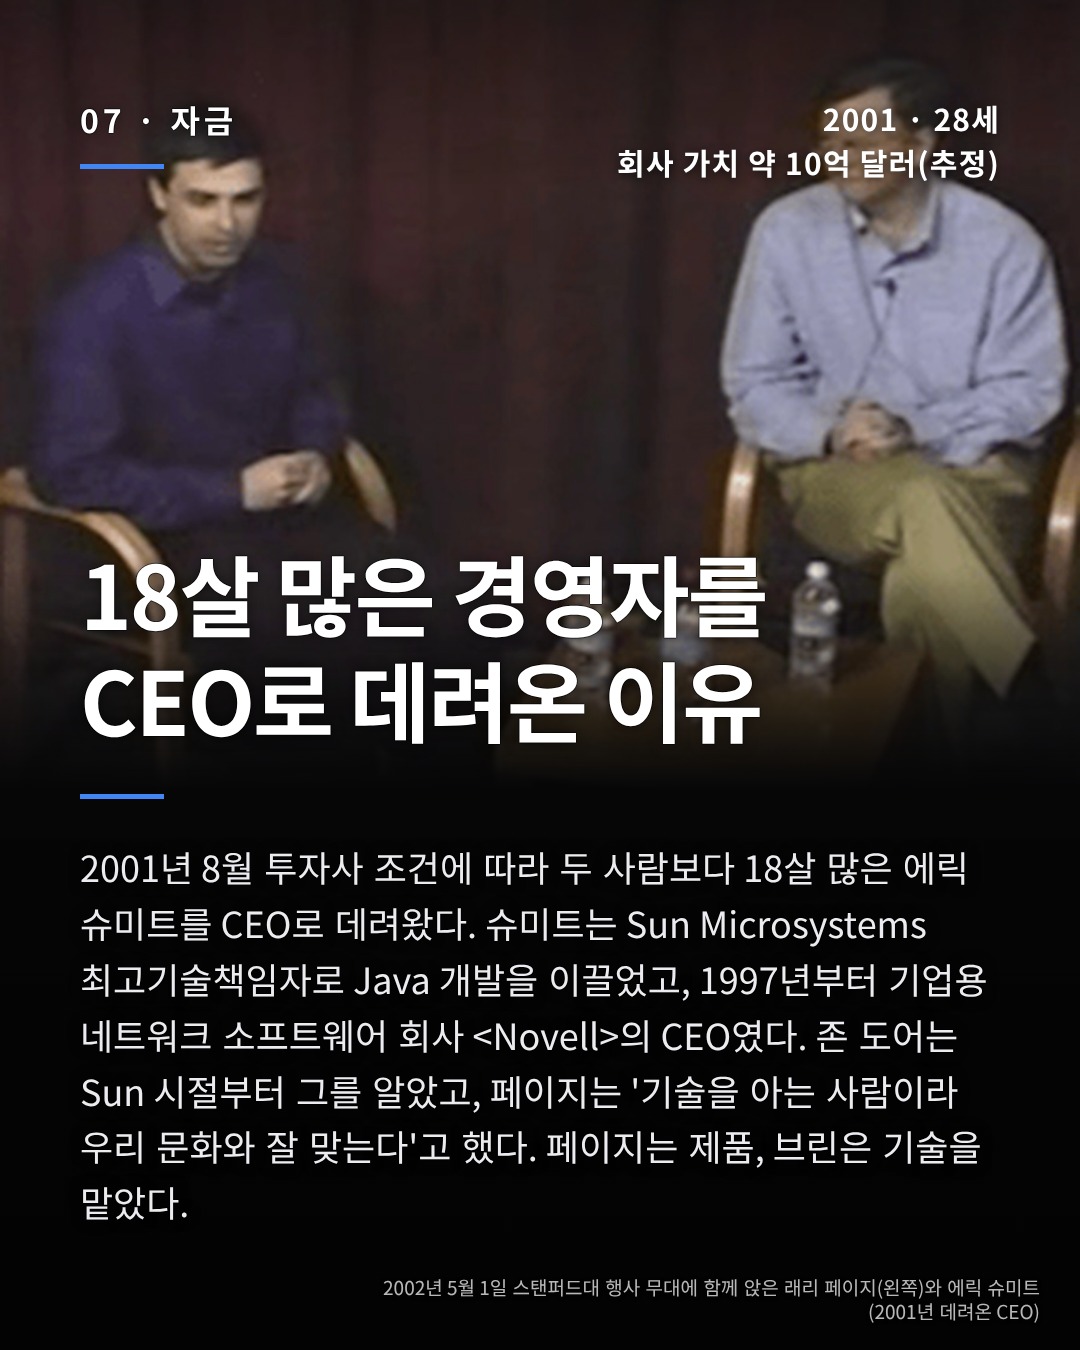 07 · 자금
2001 · 28세
회사 가치 약 10억 달러(추정)
18살 많은 경영자를
CEO로 데려온 이유
2001년 8월 투자사 조건에 따라 두 사람보다 18살 많은 에릭
슈미트를 CEO로 데려왔다. 슈미트는 Sun Microsystems
최고기술책임자로 Java 개발을 이끌었고, 1997년부터 기업용
네트워크 소프트웨어 회사 <Novell>의 CEO였다. 존 도어는
Sun 시절부터 그를 알았고, 페이지는 '기술을 아는 사람이라
우리 문화와 잘 맞는다'고 했다. 페이지는 제품, 브린은 기술을
맡았다.
2002년 5월 1일 스탠퍼드대 행사 무대에 함께 앉은 래리 페이지(왼쪽)와 에릭 슈미트
(2001년 데려온 CEO)